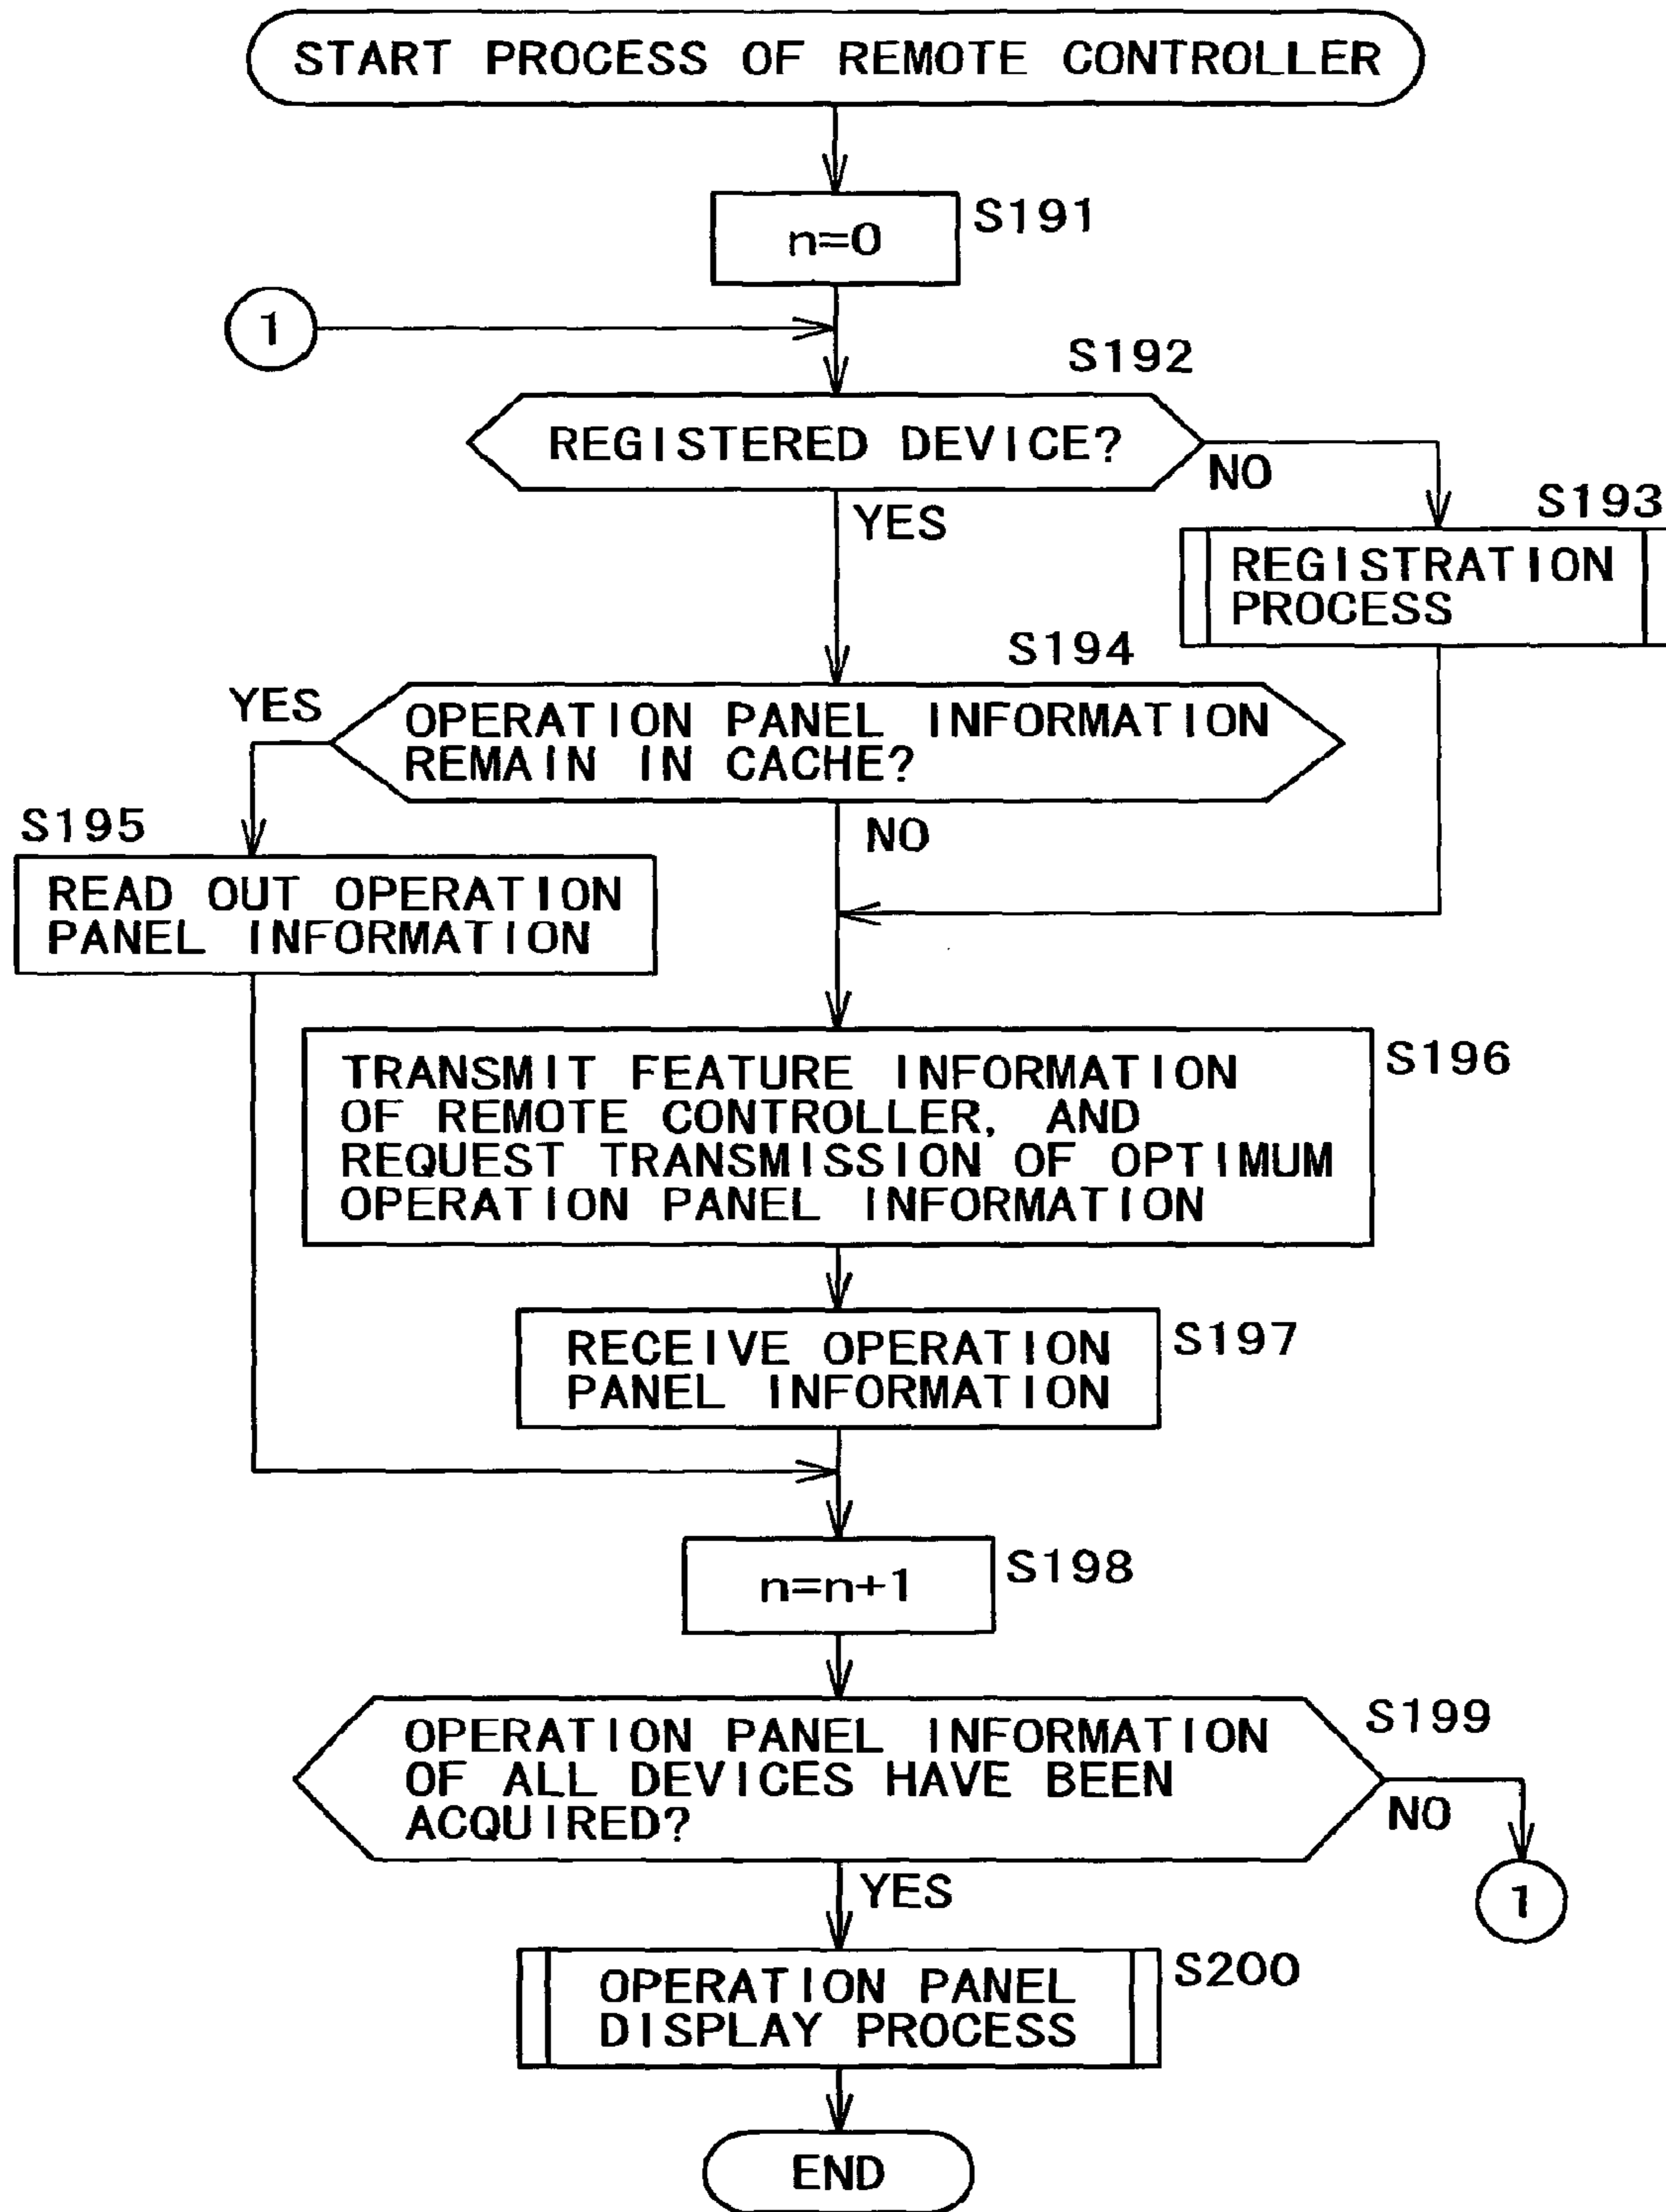 START PROCESS OF REMOTE CONTROLLER
S191
n=0
1
S192
REGISTERED DEVICE?
NO
YES
S193
REGISTRATION
PROCESS
S194
YES
OPERATION PANEL INFORMATION
REMAIN IN CACHE?
NO
S195
READ OUT OPERATION
PANEL INFORMATION
S196
TRANSMIT FEATURE INFORMATION
OF REMOTE CONTROLLER, AND
REQUEST TRANSMISSION OF OPTIMUM
OPERATION PANEL INFORMATION
S197
RECEIVE OPERATION
PANEL INFORMATION
S198
n=n+1
S199
OPERATION PANEL INFORMATION
OF ALL DEVICES HAVE BEEN
ACQUIRED?
NO
YES
1
S200
OPERATION PANEL
DISPLAY PROCESS
END